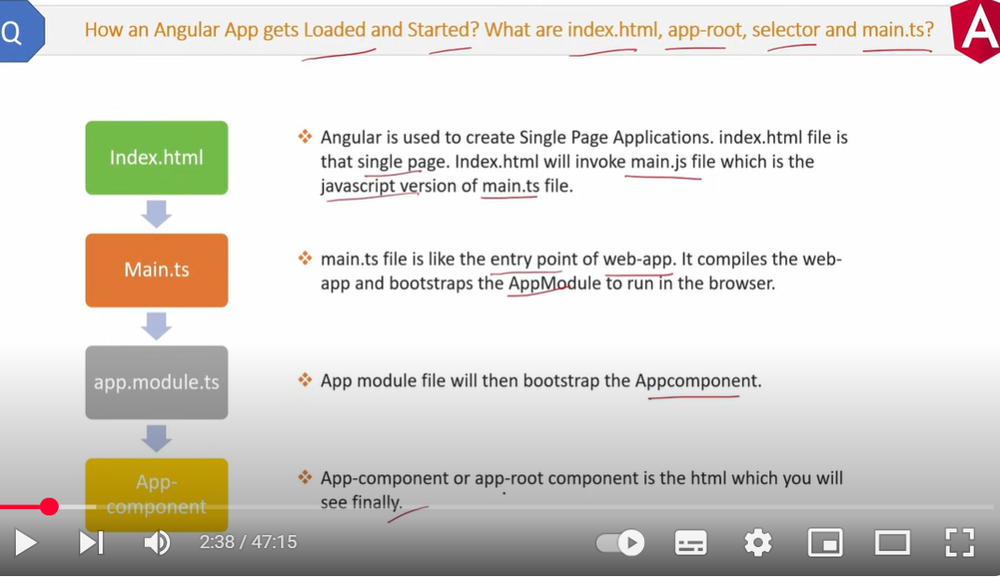 Q
How an Angular App gets Loaded and Started? What are index.html, app-root, selector and main.ts?
A
Index.html
❖ Angular is used to create Single Page Applications. index.html file is
that single page. Index.html will invoke main.js file which is the
javascript version of main.ts file.
Main.ts
❖ main.ts file is like the entry point of web-app. It compiles the web-
app and bootstraps the AppModule to run in the browser.
app.module.ts
❖ App module file will then bootstrap the Appcomponent.
App-
component
❖ App-component or app-root component is the html which you will
see finally.
2:38 / 47:15